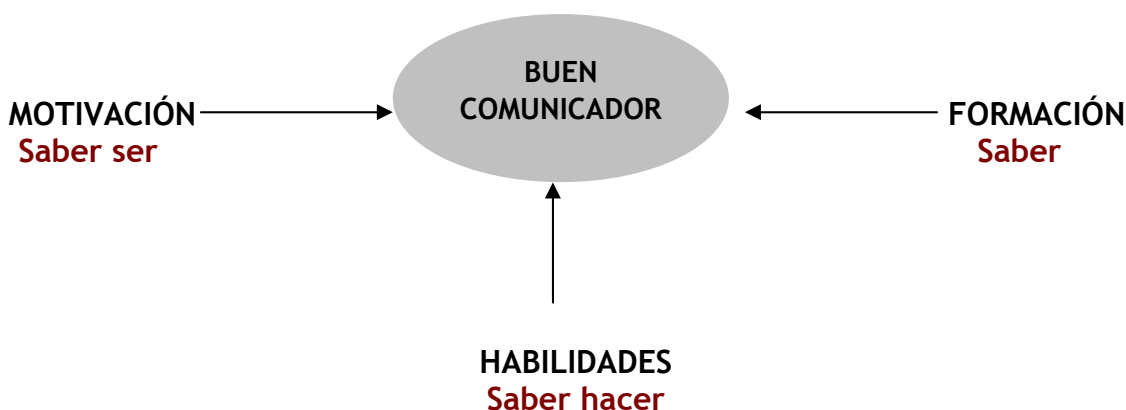 BUEN
COMUNICADOR
MOTIVACIÓN
Saber ser
FORMACIÓN
Saber
HABILIDADES
Saber hacer